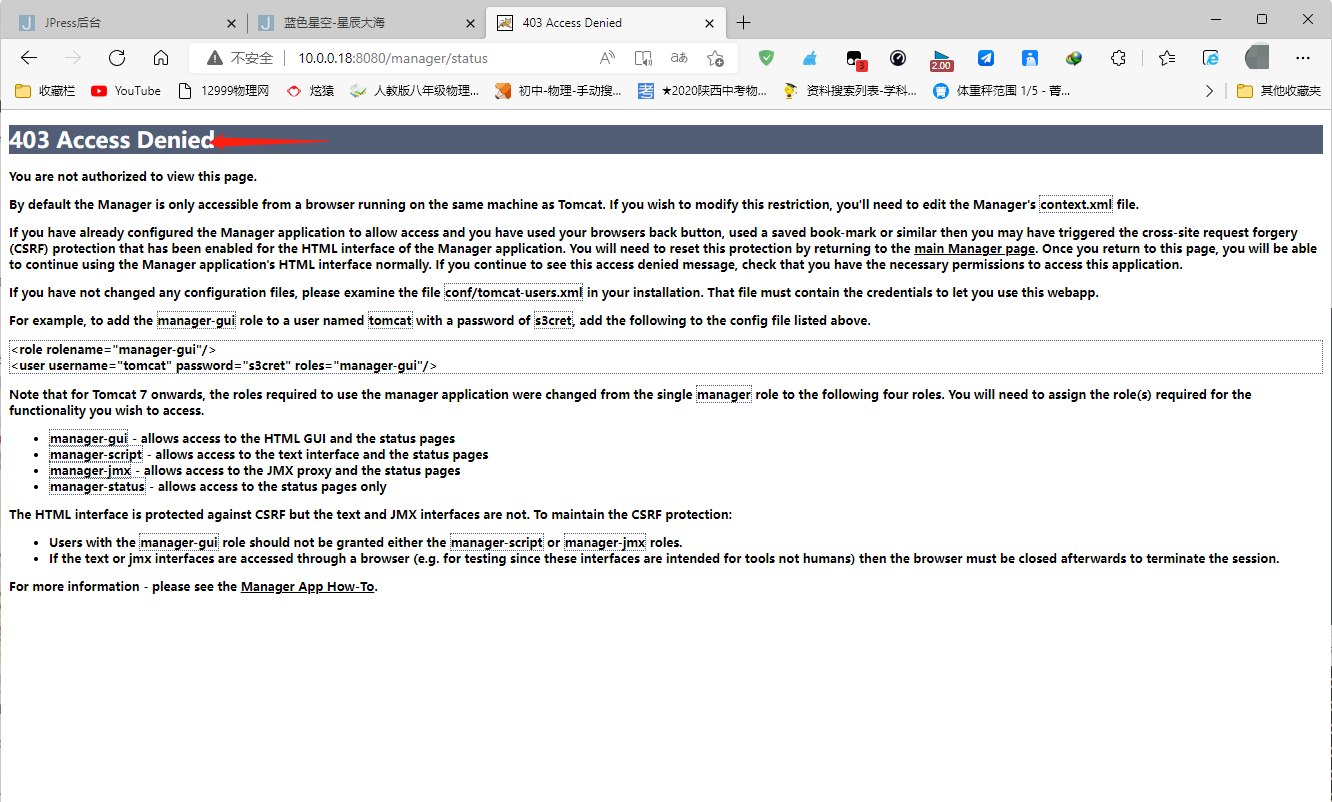 JPress后台
蓝色星空-星辰大海
403 Access Denied
不安全
10.0.0.18:8080/manager/status
3
2.00
收藏栏
YouTube
12999物理网
炫猿
人教版八年级物理...
初中-物理-手动搜...
考
★2020陕西中考物...
资料搜索列表-学科...
体重秤范围 1/5 - 菁...
其他收藏夹
403 Access Denied
You are not authorized to view this page.
By default the Manager is only accessible from a browser running on the same machine as Tomcat. If you wish to modify this restriction, you'll need to edit the Manager's context.xml file.
If you have already configured the Manager application to allow access and you have used your browsers back button, used a saved book-mark or similar then you may have triggered the cross-site request forgery
(CSRF) protection that has been enabled for the HTML interface of the Manager application. You will need to reset this protection by returning to the main Manager page. Once you return to this page, you will be able
to continue using the Manager application's HTML interface normally. If you continue to see this access denied message, check that you have the necessary permissions to access this application.
If you have not changed any configuration files, please examine the file conf/tomcat-users.xml in your installation. That file must contain the credentials to let you use this webapp.
For example, to add the manager-gui role to a user named tomcat with a password of s3cret, add the following to the config file listed above.
<role rolename="manager-gui"/>
<user username="tomcat" password="s3cret" roles="manager-gui"/>
Note that for Tomcat 7 onwards, the roles required to use the manager application were changed from the single manager role to the following four roles. You will need to assign the role(s) required for the
functionality you wish to access.
• manager-gui - allows access to the HTML GUI and the status pages
• manager-script - allows access to the text interface and the status pages
• manager-jmx - allows access to the JMX proxy and the status pages
• manager-status - allows access to the status pages only
The HTML interface is protected against CSRF but the text and JMX interfaces are not. To maintain the CSRF protection:
• Users with the manager-gui role should not be granted either the manager-script or manager-jmx roles.
• If the text or jmx interfaces are accessed through a browser (e.g. for testing since these interfaces are intended for tools not humans) then the browser must be closed afterwards to terminate the session.
For more information - please see the Manager App How-To.